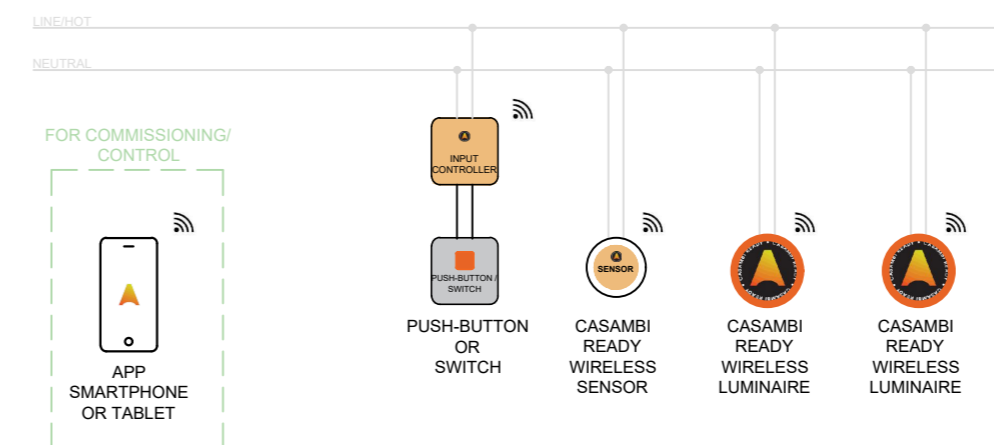 LINE/HOT
NEUTRAL
FOR COMMISSIONING/
CONTROL
INPUT
CONTROLLER
PUSH-BUTTON /
SWITCH
SENSOR
APP
SMARTPHONE
OR TABLET
PUSH-BUTTON
OR
SWITCH
CASAMBI
READY
WIRELESS
SENSOR
CASAMBI
READY
WIRELESS
LUMINAIRE
CASAMBI
READY
WIRELESS
LUMINAIRE